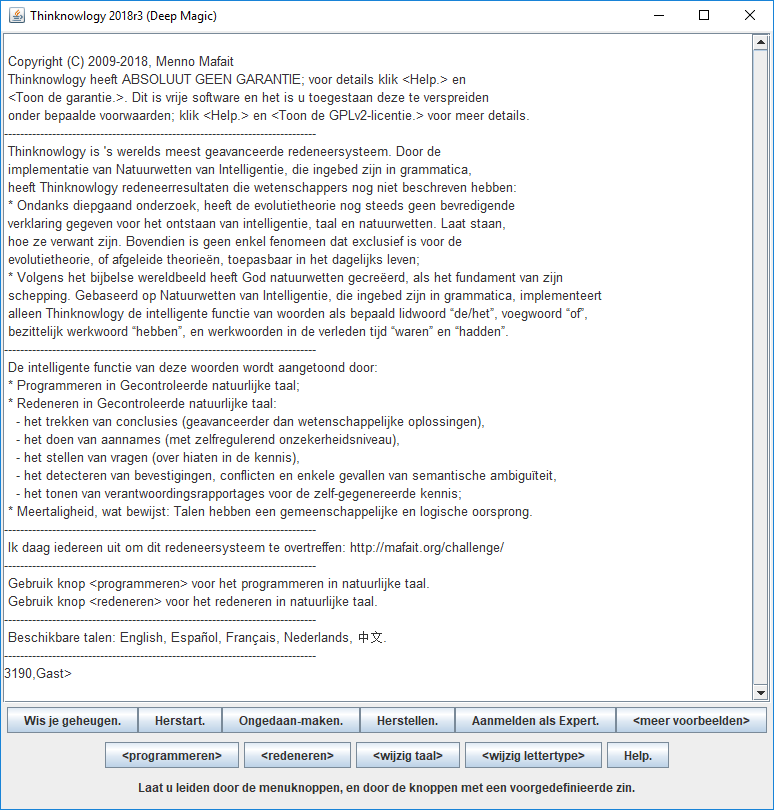 Thinknowlogy 2018r3 (Deep Magic)
Copyright (C) 2009-2018, Menno Mafait
Thinknowlogy heeft ABSOLUUT GEEN GARANTIE; voor details klik <Help.> en
<Toon de garantie.>. Dit is vrije software en het is u toegestaan deze te verspreiden
onder bepaalde voorwaarden; klik <Help.> en <Toon de GPLv2-licentie.> voor meer details.
Thinknowlogy is 's werelds meest geavanceerde redeneersysteem. Door de
implementatie van Natuurwetten van Intelligentie, die ingebed zijn in grammatica,
heeft Thinknowlogy redeneerresultaten die wetenschappers nog niet beschreven hebben:
* Ondanks diepgaand onderzoek, heeft de evolutietheorie nog steeds geen bevredigende
verklaring gegeven voor het ontstaan van intelligentie, taal en natuurwetten. Laat staan,
hoe ze verwant zijn. Bovendien is geen enkel fenomeen dat exclusief is voor de
evolutietheorie, of afgeleide theorieën, toepasbaar in het dagelijks leven;
* Volgens het bijbelse wereldbeeld heeft God natuurwetten gecreëerd, als het fundament van zijn
schepping. Gebaseerd op Natuurwetten van Intelligentie, die ingebed zijn in grammatica, implementeert
alleen Thinknowlogy de intelligente functie van woorden als bepaald lidwoord “de/het”, voegwoord “of”,
bezittelijk werkwoord “hebben”, en werkwoorden in de verleden tijd “waren” en “hadden”.
De intelligente functie van deze woorden wordt aangetoond door:
* Programmeren in Gecontroleerde natuurlijke taal;
* Redeneren in Gecontroleerde natuurlijke taal:
- het trekken van conclusies (geavanceerder dan wetenschappelijke oplossingen),
- het doen van aannames (met zelfregulerend onzekerheidsniveau),
- het stellen van vragen (over hiaten in de kennis),
- het detecteren van bevestigingen, conflicten en enkele gevallen van semantische ambiguïteit,
- het tonen van verantwoordingsrapportages voor de zelf-gegenereerde kennis;
* Meertaligheid, wat bewijst: Talen hebben een gemeenschappelijke en logische oorsprong.
Ik daag iedereen uit om dit redeneersysteem te overtreffen: http://mafait.org/challenge/
Gebruik knop <programmeren> voor het programmeren in natuurlijke taal.
Gebruik knop <redeneren> voor het redeneren in natuurlijke taal.
Beschikbare talen: English, Español, Français, Nederlands, 中文.
3190,Gast>
Wis je geheugen. Herstart. Ongedaan-maken. Herstellen. Aanmelden als Expert. <meer voorbeelden>
<programmeren> <redeneren> <wijzig taal> <wijzig lettertype> Help.
Laat u leiden door de menuknoppen, en door de knoppen met een voorgedefinieerde zin.